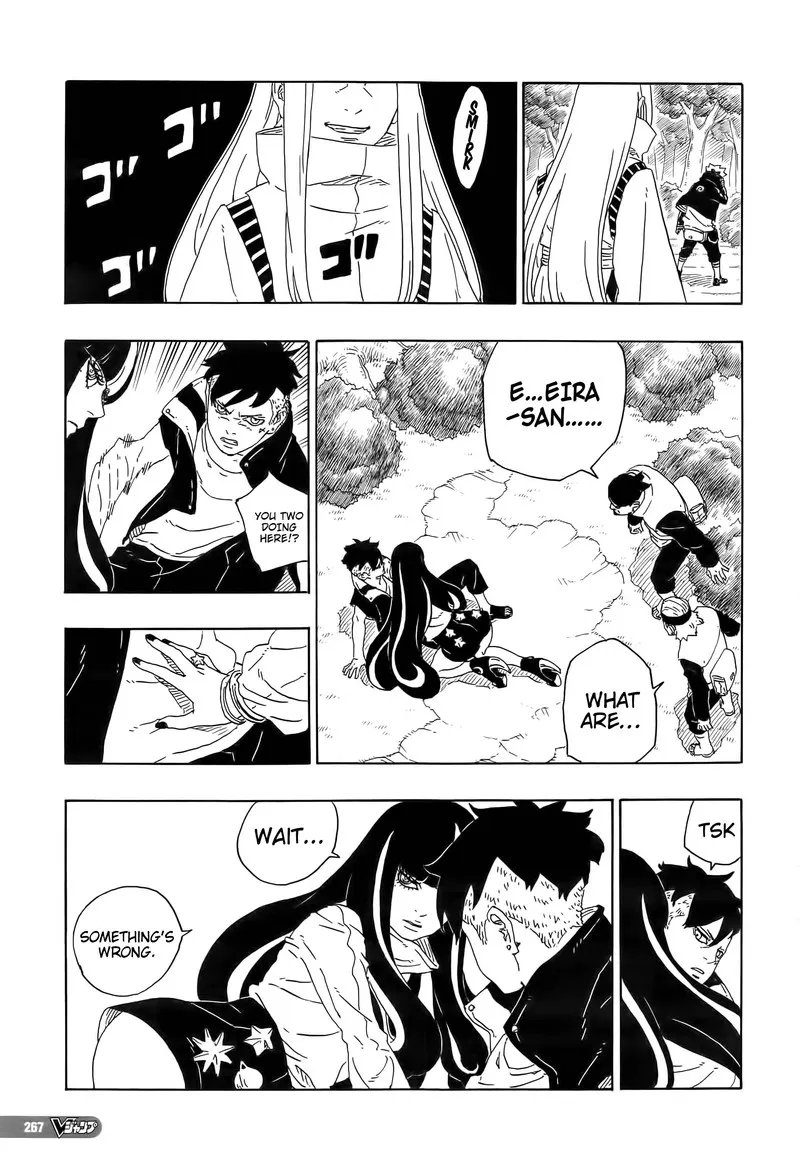 SMIRK
ゴ
ゴ
ゴ
ゴ
E...EIRA
-SAN......
WHAT
ARE...
YOU TWO
DOING
HERE!?
TSK
WAIT...
SOMETHING'S
WRONG.
267 Vジャンプ